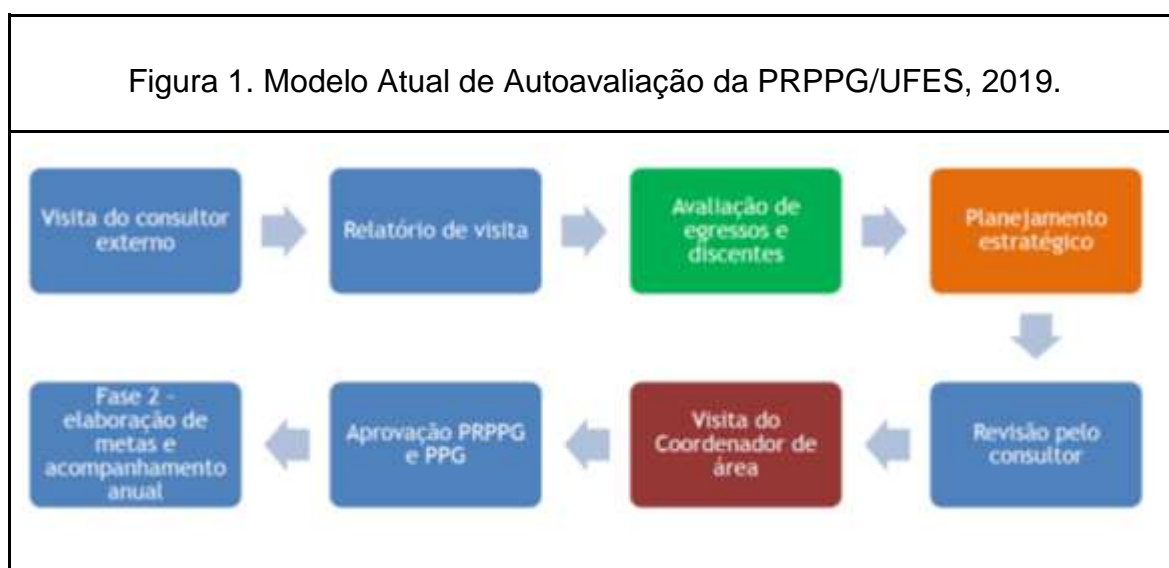 Figura 1. Modelo Atual de Autoavaliação da PRPPG/UFES, 2019.
Visita do consultor
externo
Relatório de visita
Avaliação de
egressos e
discentes
Planejamento
estratégico
Revisão pelo
consultor
Visita do
Coordenador de
área
Aprovação PRPPG
e PPG
Fase 2 -
elaboração de
metas e
acompanhamento
anual